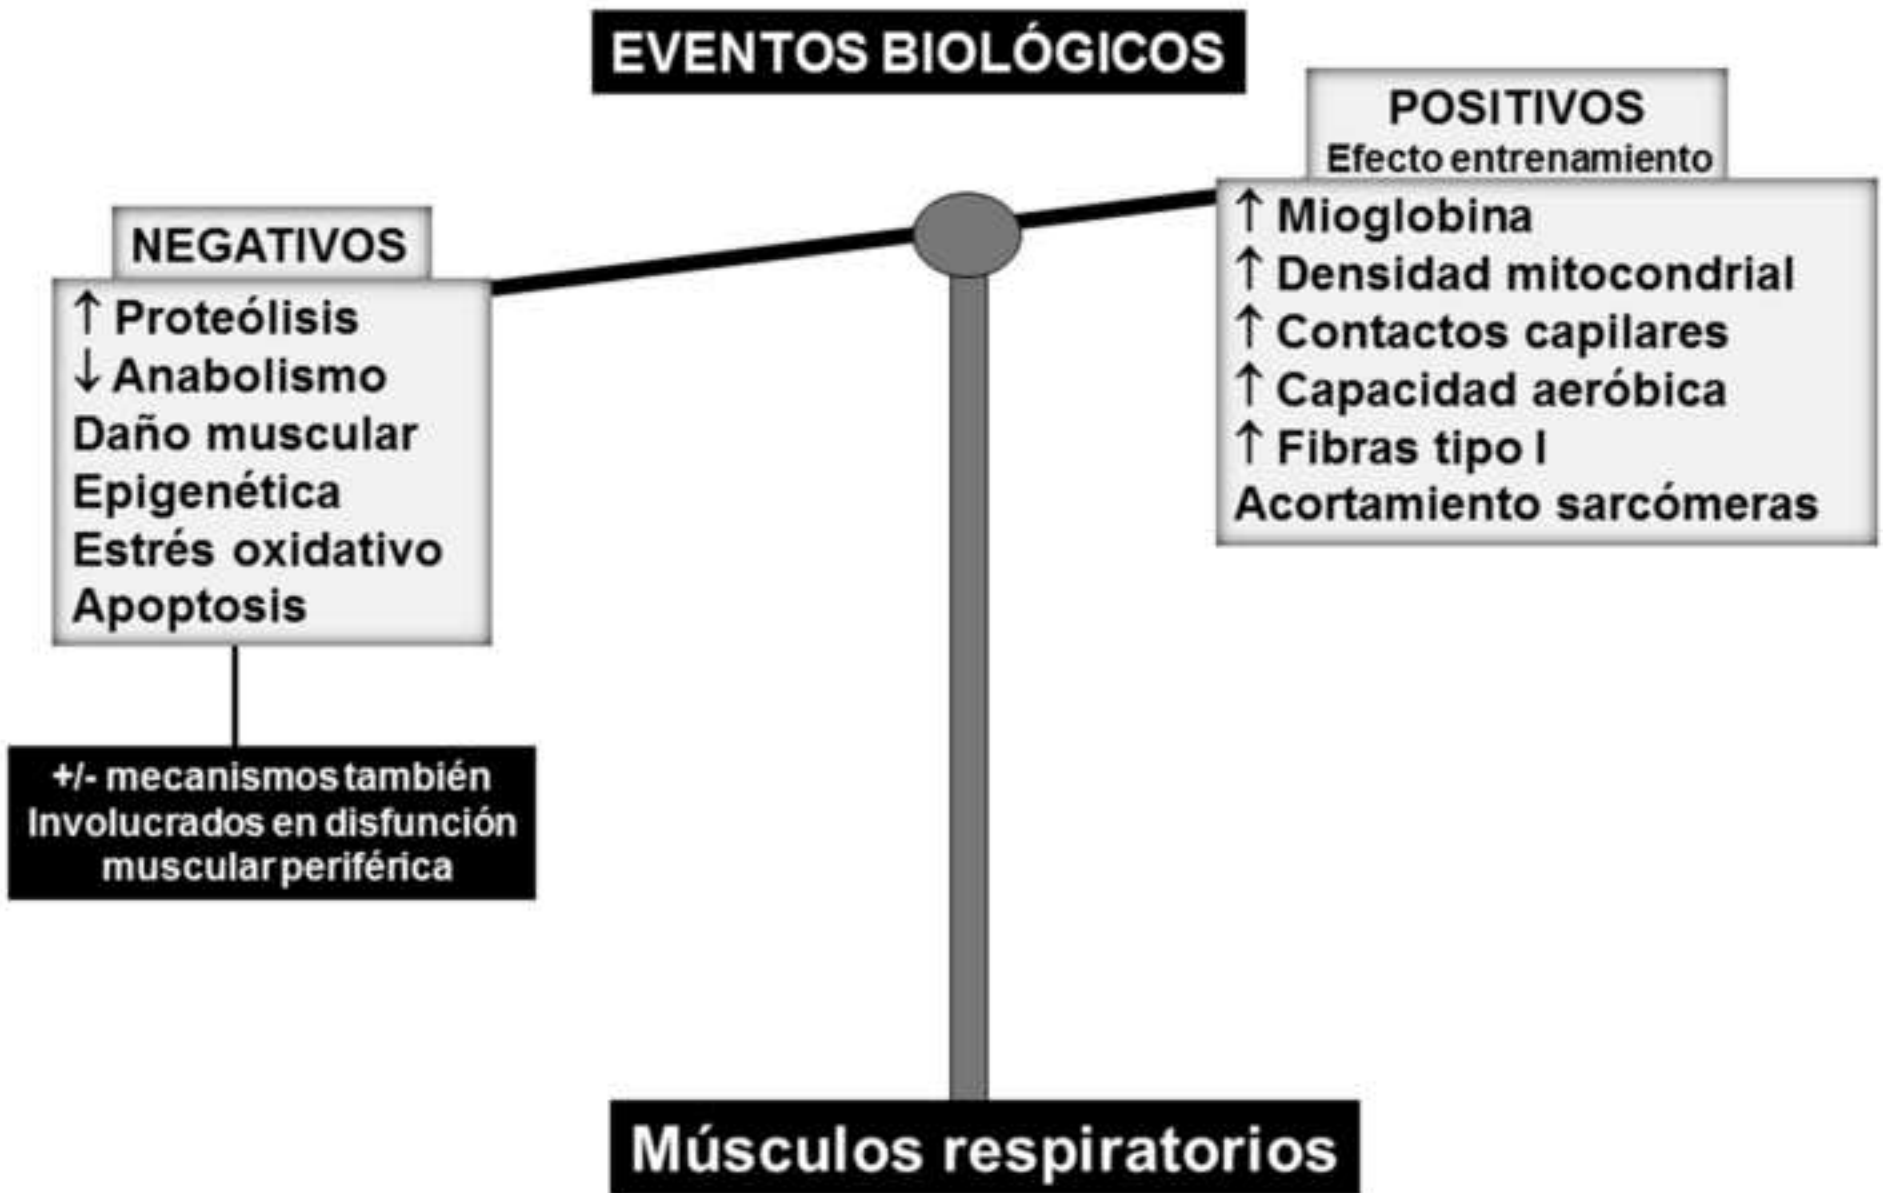 EVENTOS BIOLÓGICOS
NEGATIVOS
↑ Proteólisis
↓ Anabolismo
Daño muscular
Epigenética
Estrés oxidativo
Apoptosis
+/- mecanismos también
Involucrados en disfunción
muscular periférica
POSITIVOS
Efecto entrenamiento
↑ Mioglobina
↑ Densidad mitocondrial
↑ Contactos capilares
↑ Capacidad aeróbica
↑ Fibras tipo I
Acortamiento sarcómeras
Músculos respiratorios